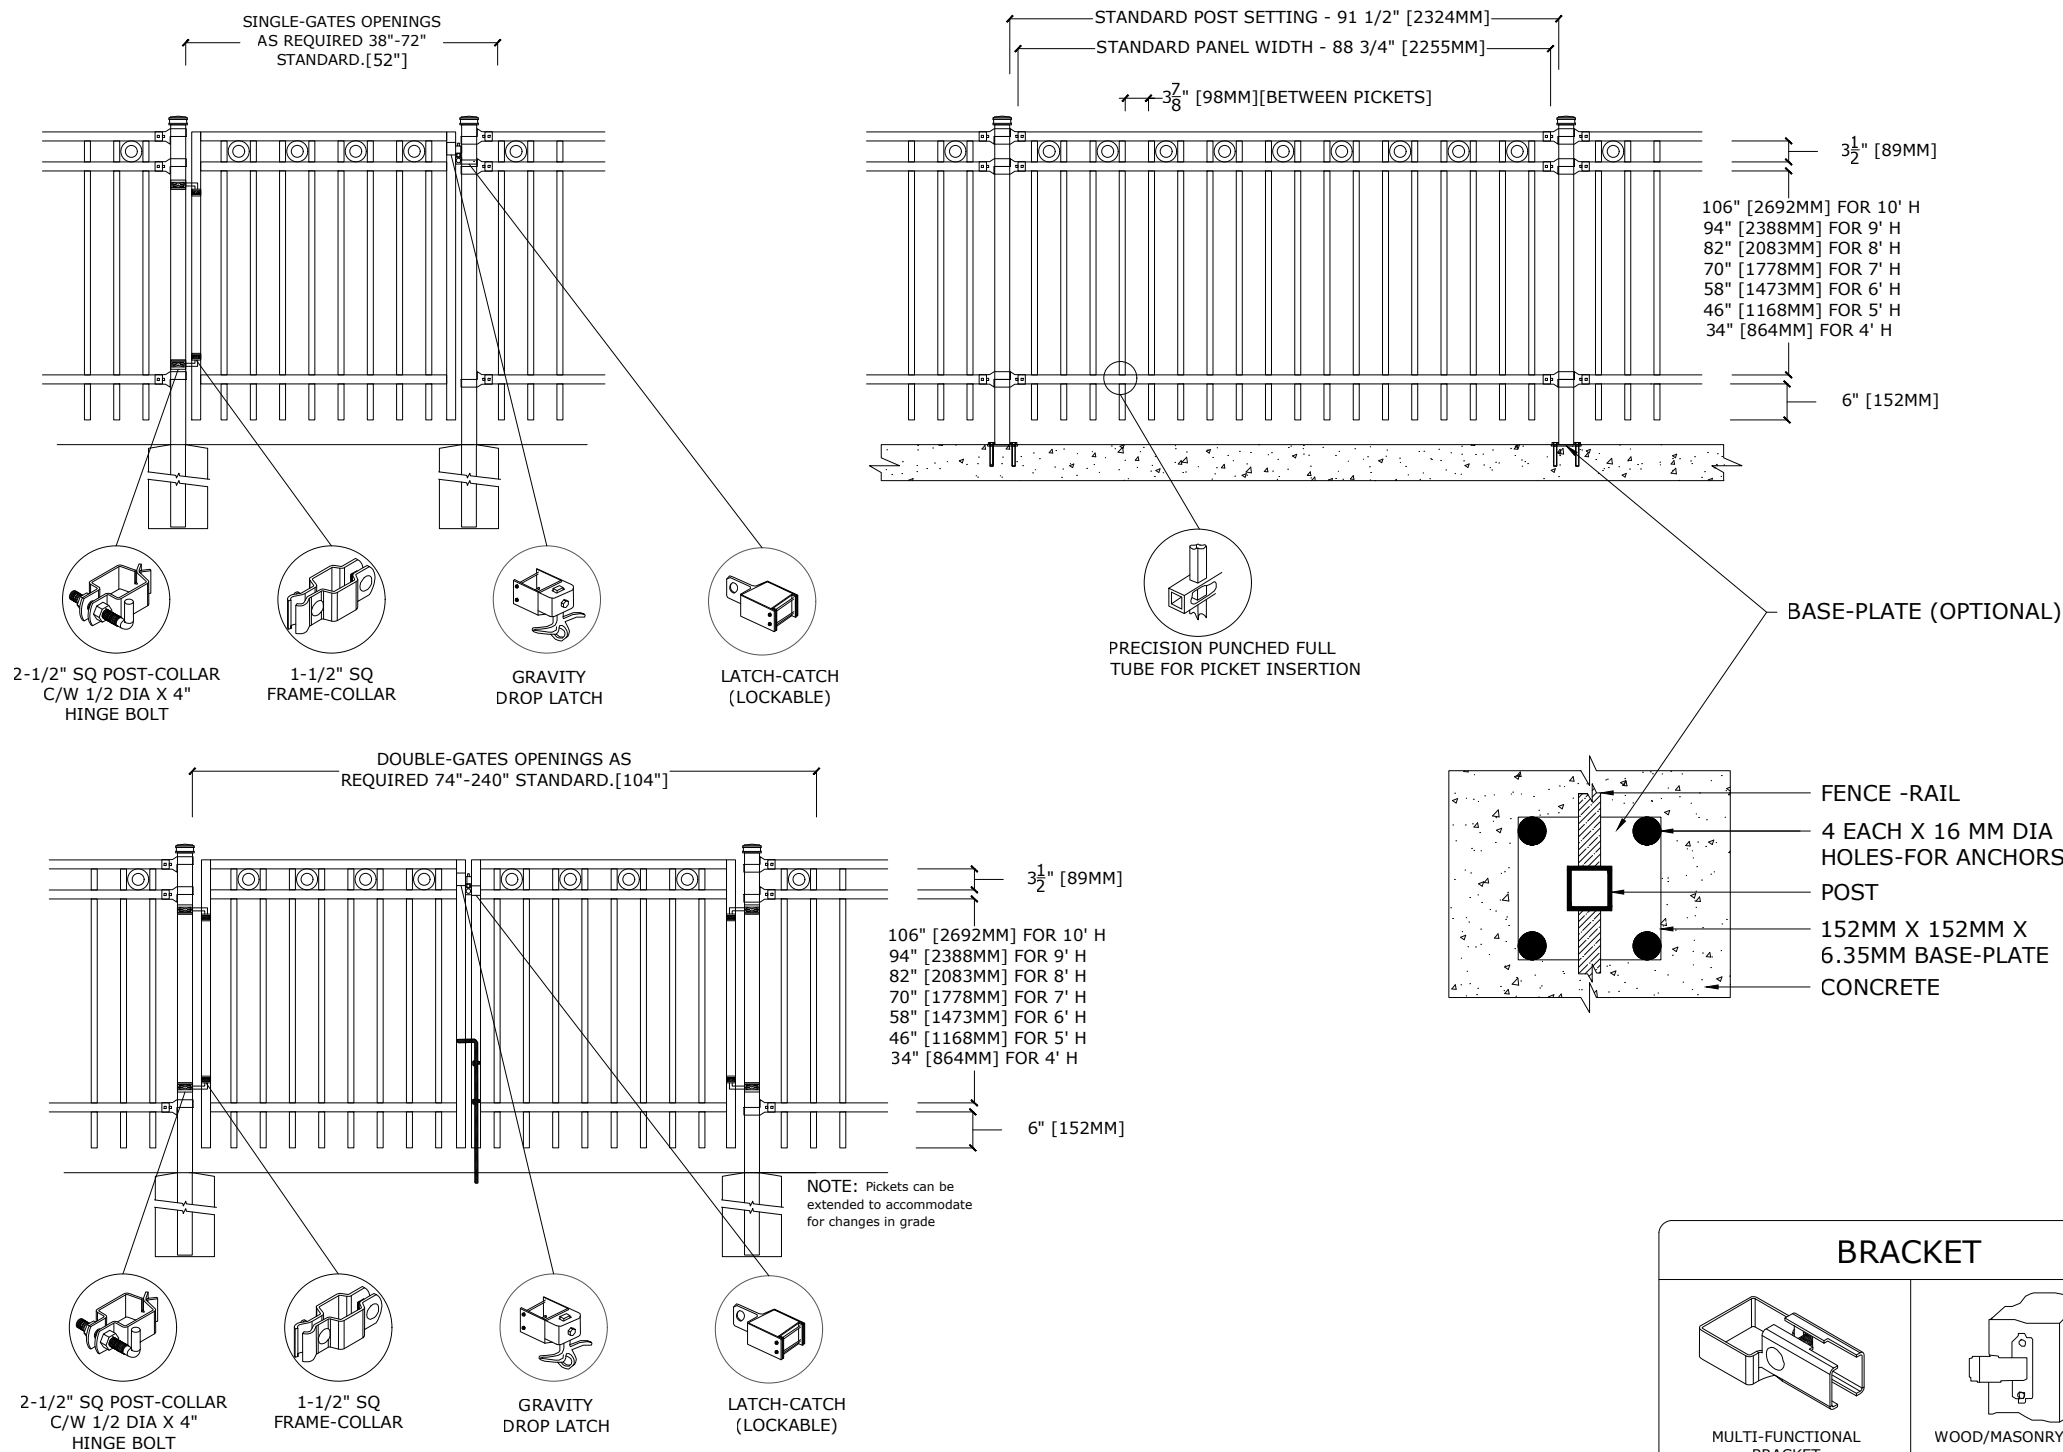 SINGLE-GATES OPENINGS
AS REQUIRED 38"-72"
STANDARD.[52"]
STANDARD POST SETTING - 91 1/2" [2324MM]
STANDARD PANEL WIDTH - 88 3/4" [2255MM]
3 7/8" [98MM][BETWEEN PICKETS]
3 1/2" [89MM]
106" [2692MM] FOR 10' H
94" [2388MM] FOR 9' H
82" [2083MM] FOR 8' H
70" [1778MM] FOR 7' H
58" [1473MM] FOR 6' H
46" [1168MM] FOR 5' H
34" [864MM] FOR 4' H
6" [152MM]
2-1/2" SQ POST-COLLAR
C/W 1/2 DIA X 4"
HINGE BOLT
1-1/2" SQ
FRAME-COLLAR
GRAVITY
DROP LATCH
LATCH-CATCH
(LOCKABLE)
PRECISION PUNCHED FULL
TUBE FOR PICKET INSERTION
BASE-PLATE (OPTIONAL)
FENCE -RAIL
4 EACH X 16 MM DIA
HOLES-FOR ANCHORS
POST
152MM X 152MM X
6.35MM BASE-PLATE
CONCRETE
DOUBLE-GATES OPENINGS AS
REQUIRED 74"-240" STANDARD.[104"]
3 1/2" [89MM]
106" [2692MM] FOR 10' H
94" [2388MM] FOR 9' H
82" [2083MM] FOR 8' H
70" [1778MM] FOR 7' H
58" [1473MM] FOR 6' H
46" [1168MM] FOR 5' H
34" [864MM] FOR 4' H
6" [152MM]
NOTE: Pickets can be
extended to accommodate
for changes in grade
2-1/2" SQ POST-COLLAR
C/W 1/2 DIA X 4"
HINGE BOLT
1-1/2" SQ
FRAME-COLLAR
GRAVITY
DROP LATCH
LATCH-CATCH
(LOCKABLE)
BRACKET
MULTI-FUNCTIONAL
BRACKET
WOOD/MASONRY